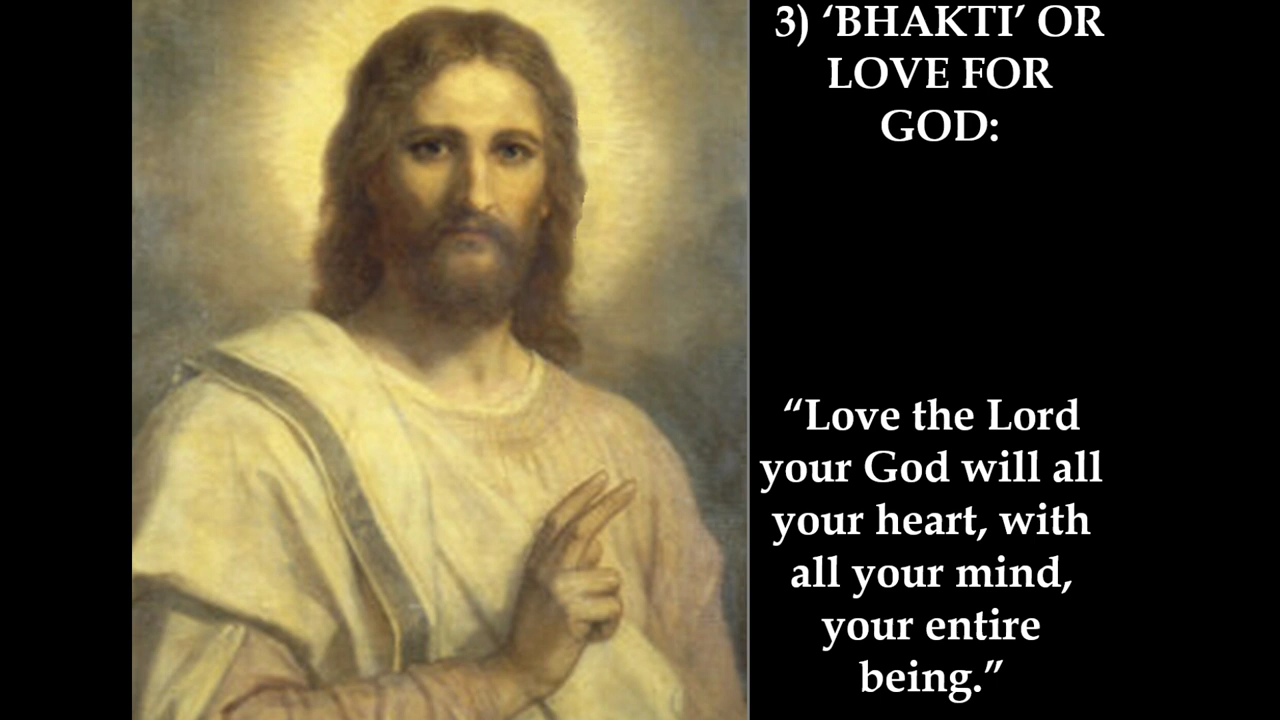 3) ‘BHAKTI’ OR
LOVE FOR
GOD:
“Love the Lord
your God will all
your heart, with
all your mind,
your entire
being.”